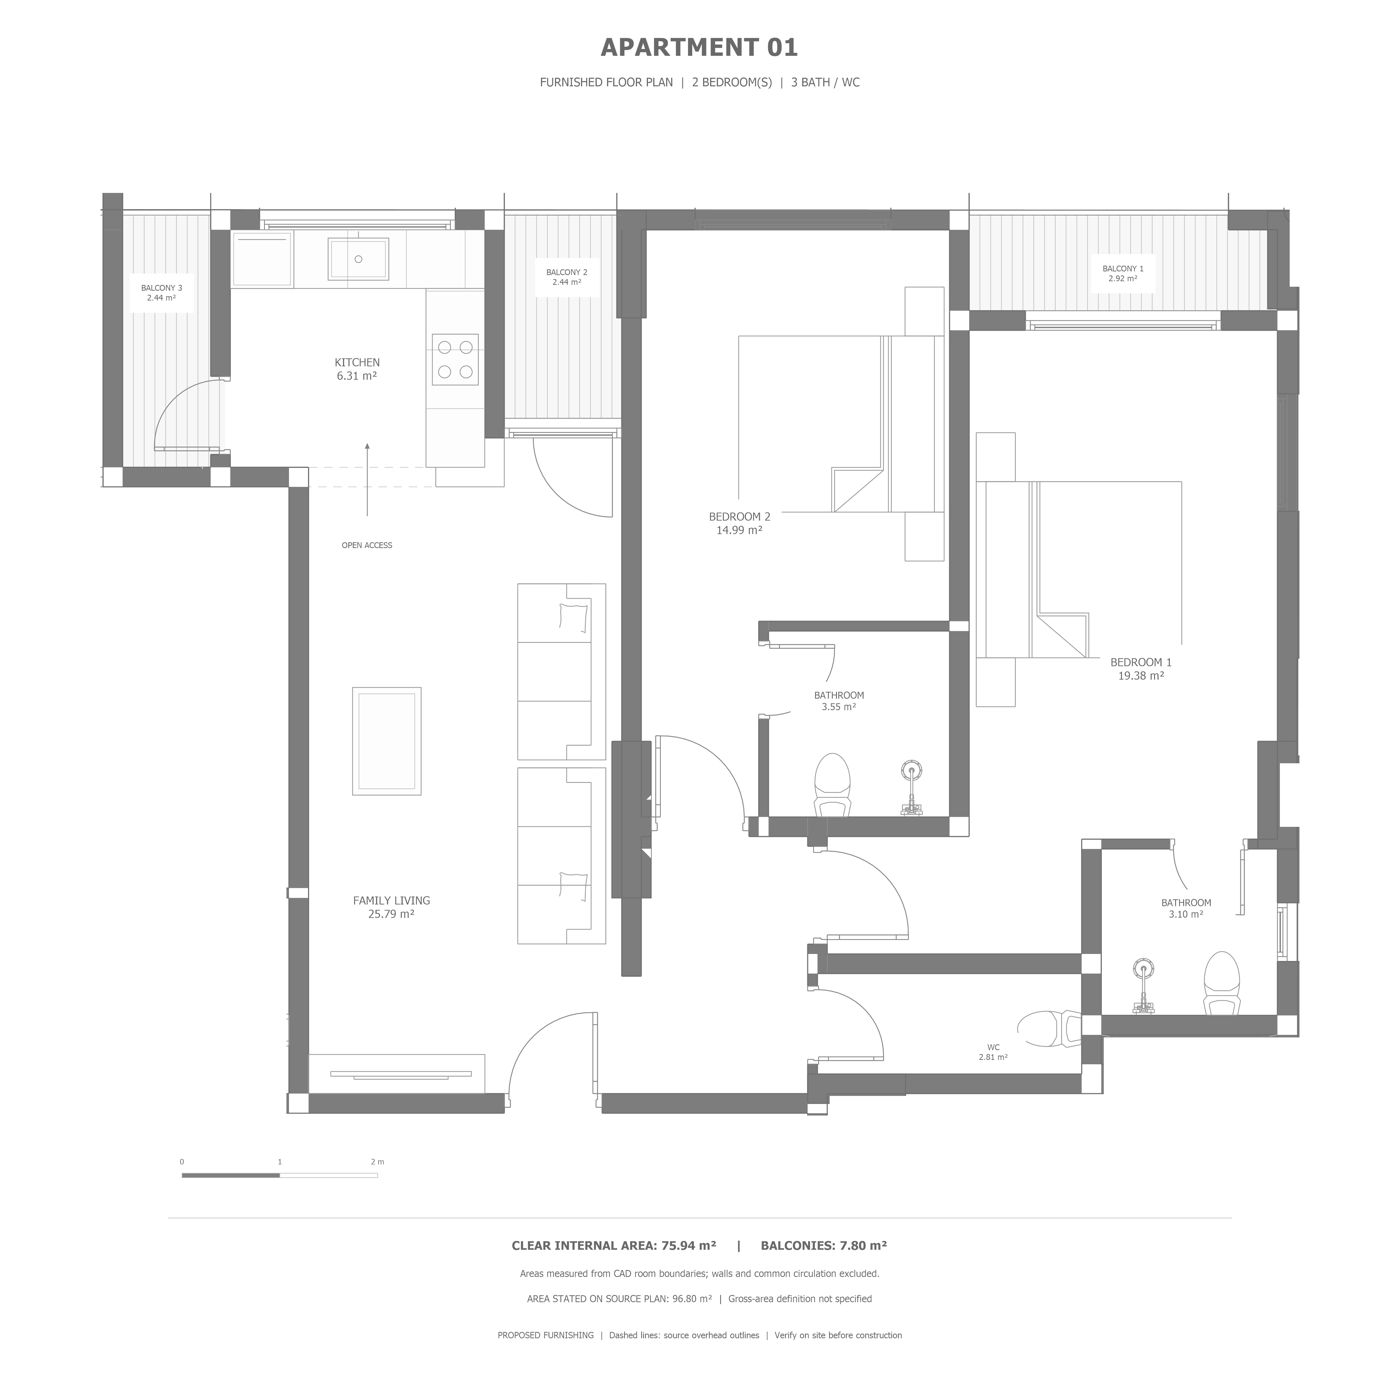 APARTMENT 01
FURNISHED FLOOR PLAN | 2 BEDROOM(S) | 3 BATH / WC
BALCONY 3
2.44 m²
BALCONY 2
2.44 m²
BALCONY 1
2.92 m²
KITCHEN
6.31 m²
BEDROOM 2
14.99 m²
OPEN ACCESS
BEDROOM 1
19.38 m²
BATHROOM
3.55 m²
FAMILY LIVING
25.79 m²
BATHROOM
3.10 m²
WC
2.81 m²
0 1 2 m
CLEAR INTERNAL AREA: 75.94 m² | BALCONIES: 7.80 m²
Areas measured from CAD room boundaries; walls and common circulation excluded.
AREA STATED ON SOURCE PLAN: 96.80 m² | Gross-area definition not specified
PROPOSED FURNISHING | Dashed lines: source overhead outlines | Verify on site before construction